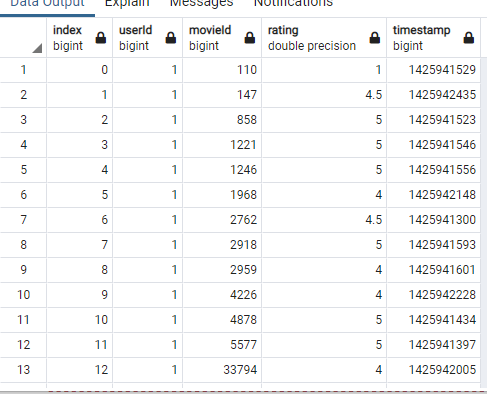 Data Output Explain Messages Notifications
index userId movieId rating timestamp
bigint bigint bigint double precision bigint
1 0 1 110 1 1425941529
2 1 1 147 4.5 1425942435
3 2 1 858 5 1425941523
4 3 1 1221 5 1425941546
5 4 1 1246 5 1425941556
6 5 1 1968 4 1425942148
7 6 1 2762 4.5 1425941300
8 7 1 2918 5 1425941593
9 8 1 2959 4 1425941601
10 9 1 4226 4 1425942228
11 10 1 4878 5 1425941434
12 11 1 5577 5 1425941397
13 12 1 33794 4 1425942005